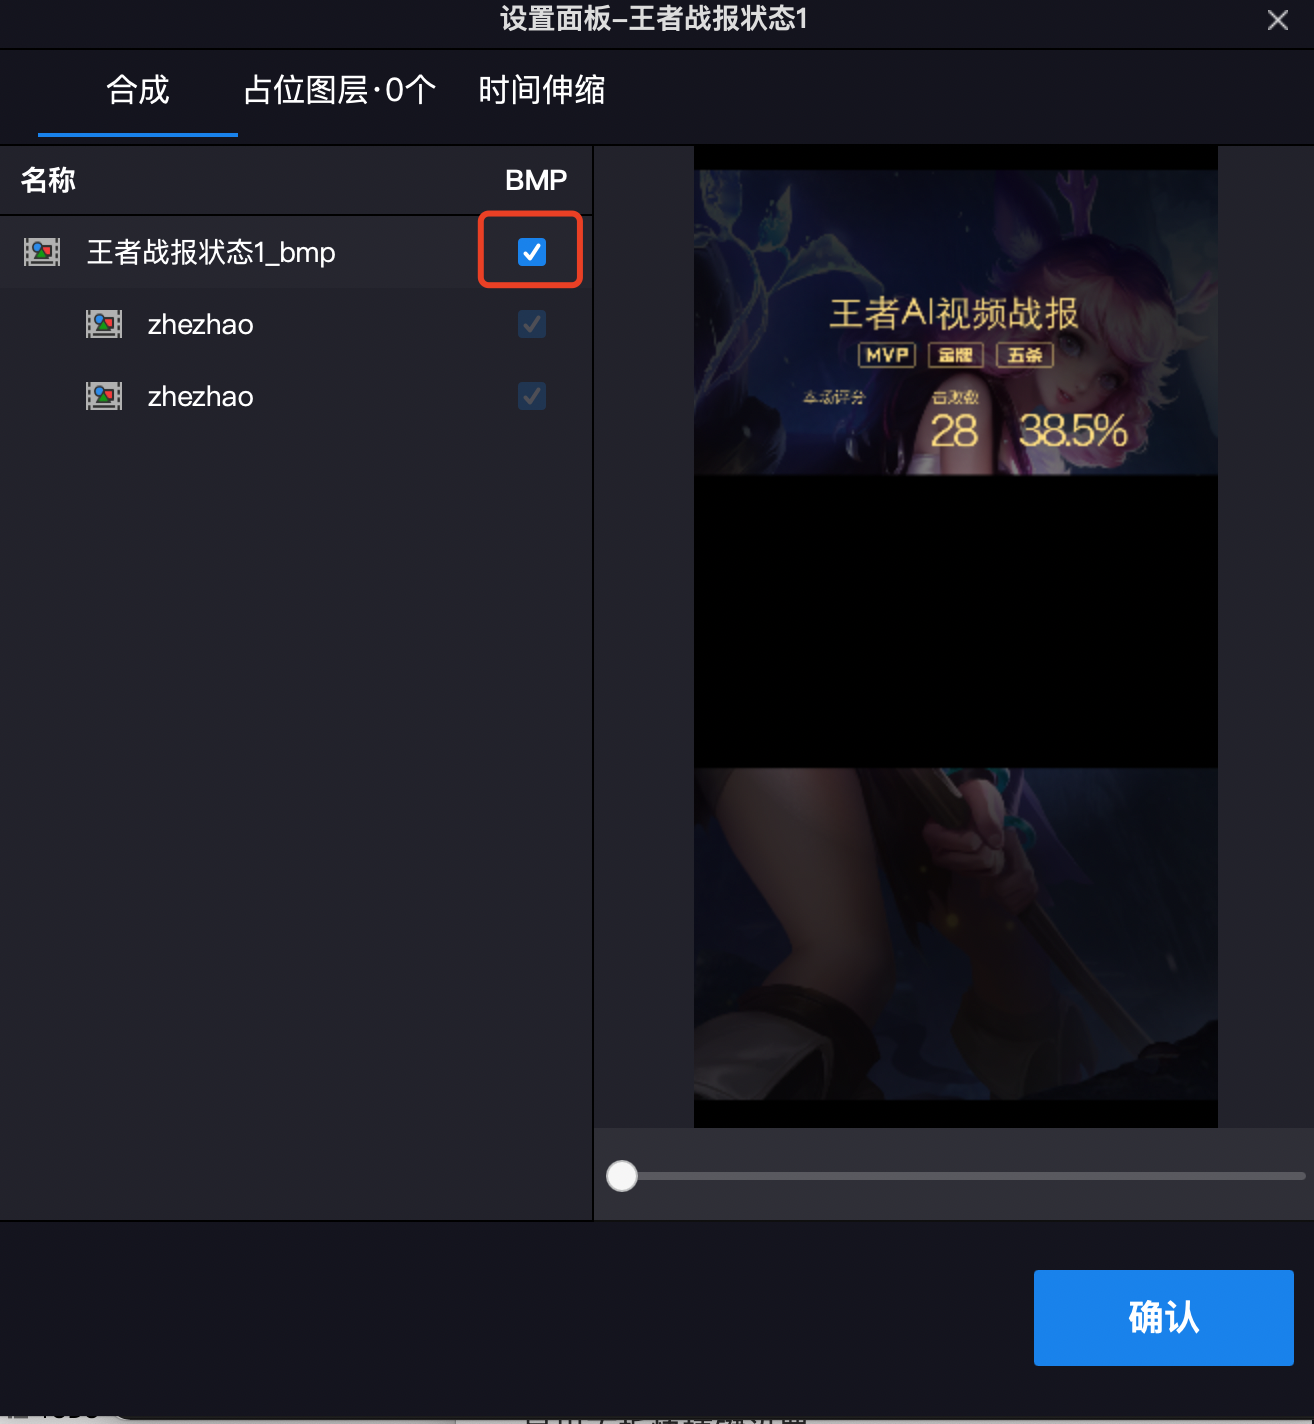 设置面板-王者战报状态1
合成 占位图层·0个 时间伸缩
名称 BMP
王者战报状态1_bmp
zhezhao
zhezhao
王者AI视频战报
MVP 金牌 五杀
本场评分 击败数
28 38.5%
确认